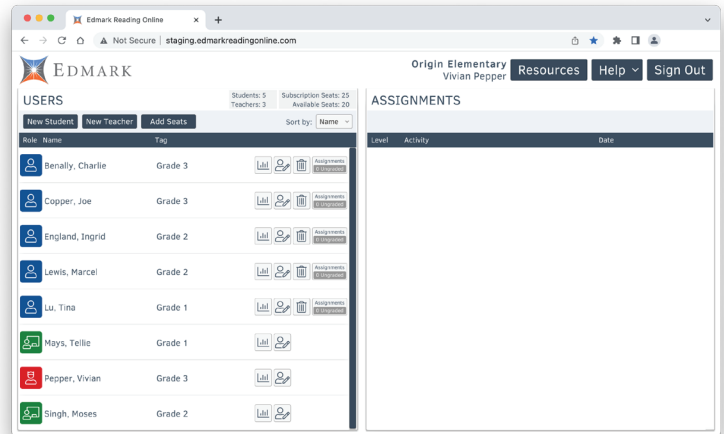 Edmark Reading Online
Not Secure | staging.edmarkreadingonline.com
EDMARK
Origin Elementary
Vivian Pepper
Resources
Help
Sign Out
USERS
Students: 5
Teachers: 3
Subscription Seats: 25
Available Seats: 20
New Student
New Teacher
Add Seats
Sort by: Name
Role Name Tag
Benally, Charlie Grade 3 Assignments
0 Ungraded
Copper, Joe Grade 3 Assignments
0 Ungraded
England, Ingrid Grade 2 Assignments
0 Ungraded
Lewis, Marcel Grade 2 Assignments
0 Ungraded
Lu, Tina Grade 1 Assignments
0 Ungraded
Mays, Tellie Grade 1
Pepper, Vivian Grade 3
Singh, Moses Grade 2
ASSIGNMENTS
Level Activity Date